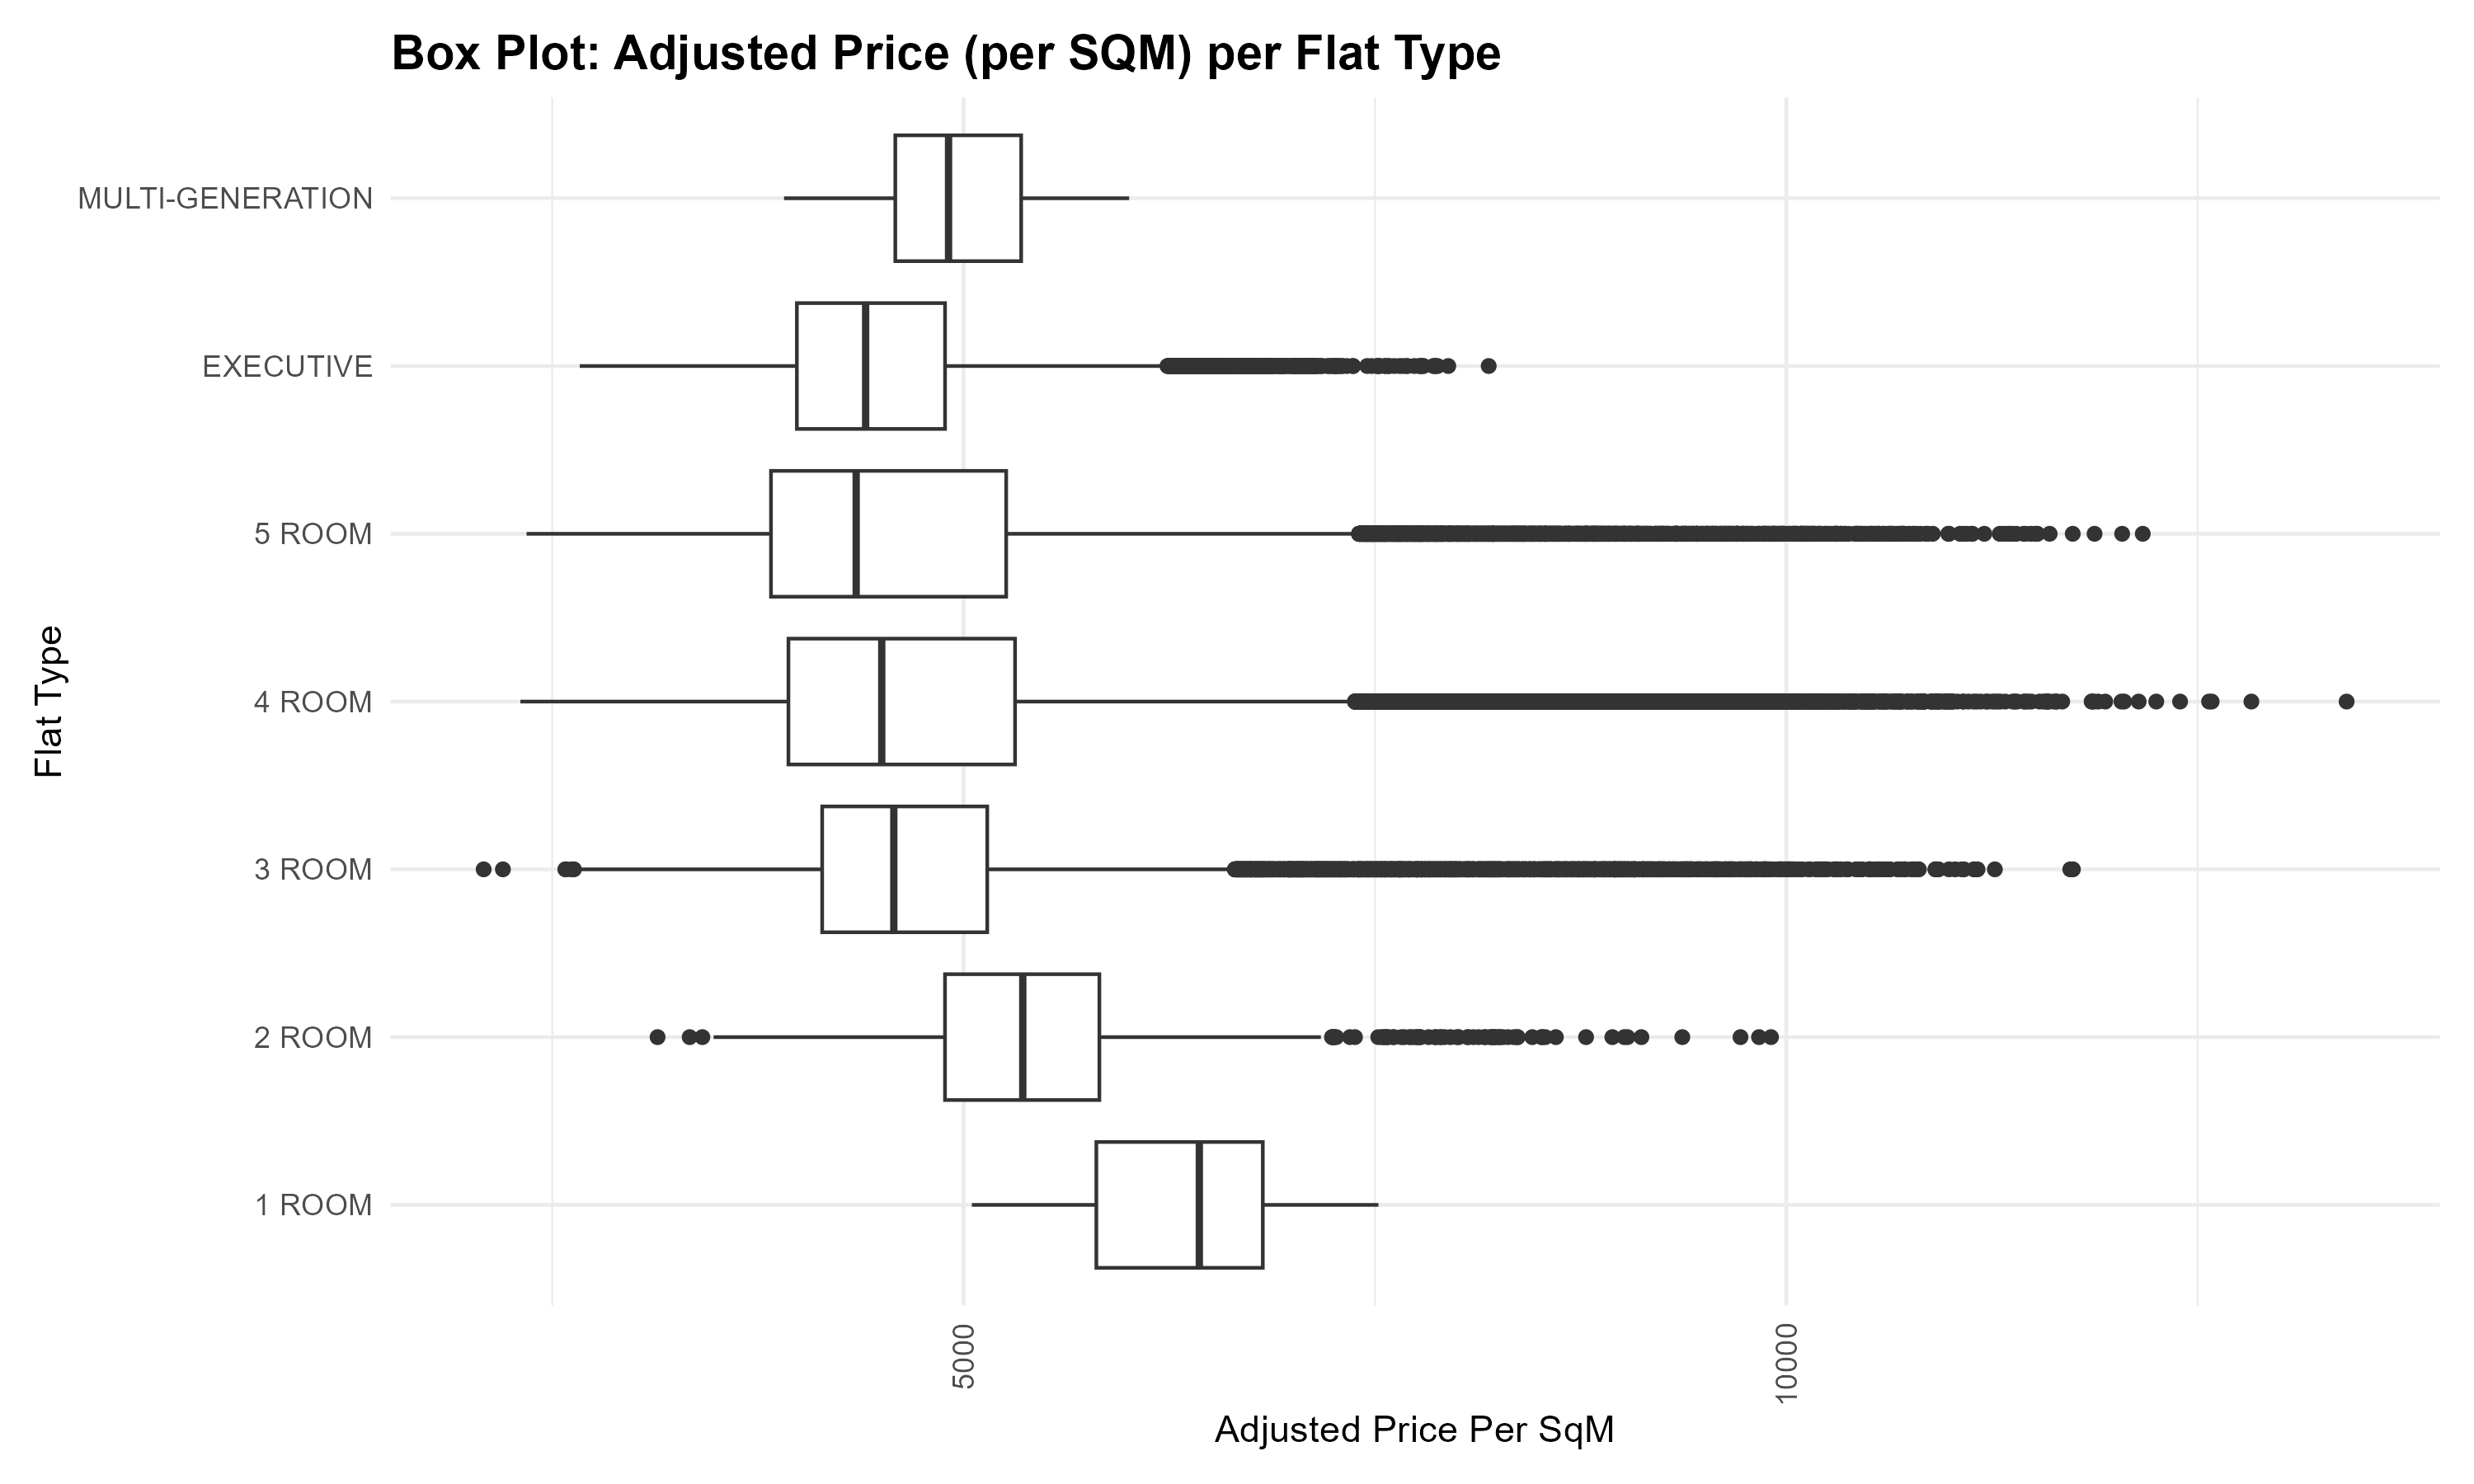 Box Plot: Adjusted Price (per SQM) per Flat Type
MULTI-GENERATION
EXECUTIVE
5 ROOM
4 ROOM
3 ROOM
2 ROOM
1 ROOM
Flat Type
5000
10000
Adjusted Price Per SqM